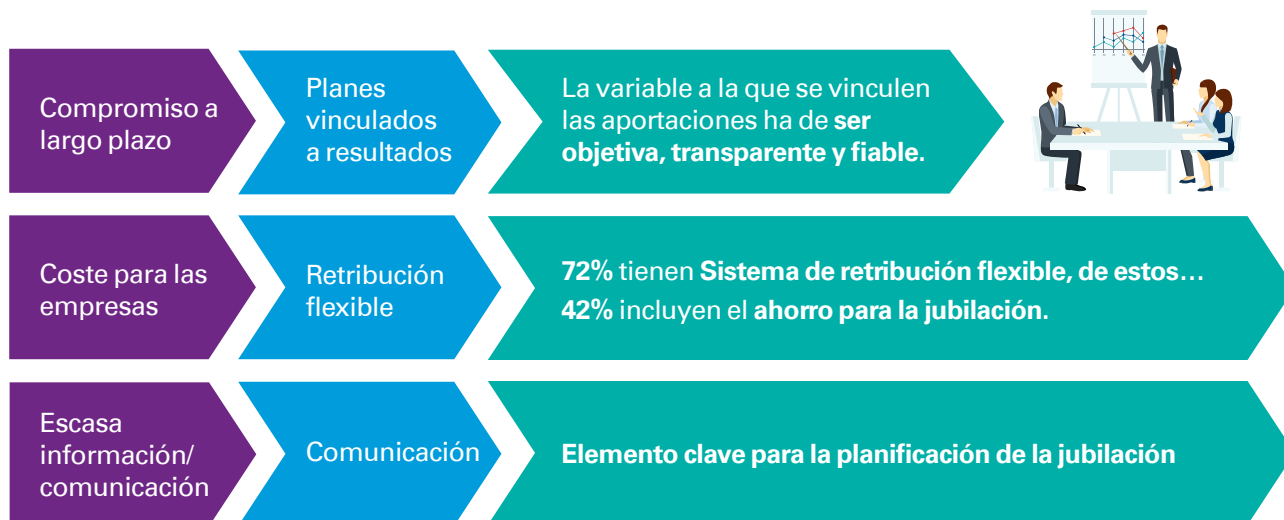 Compromiso a
largo plazo
Planes
vinculados
a resultados
La variable a la que se vinculen
las aportaciones ha de ser
objetiva, transparente y fiable.
Coste para las
empresas
Retribución
flexible
72% tienen Sistema de retribución flexible, de estos…
42% incluyen el ahorro para la jubilación.
Escasa
información/
comunicación
Comunicación
Elemento clave para la planificación de la jubilación